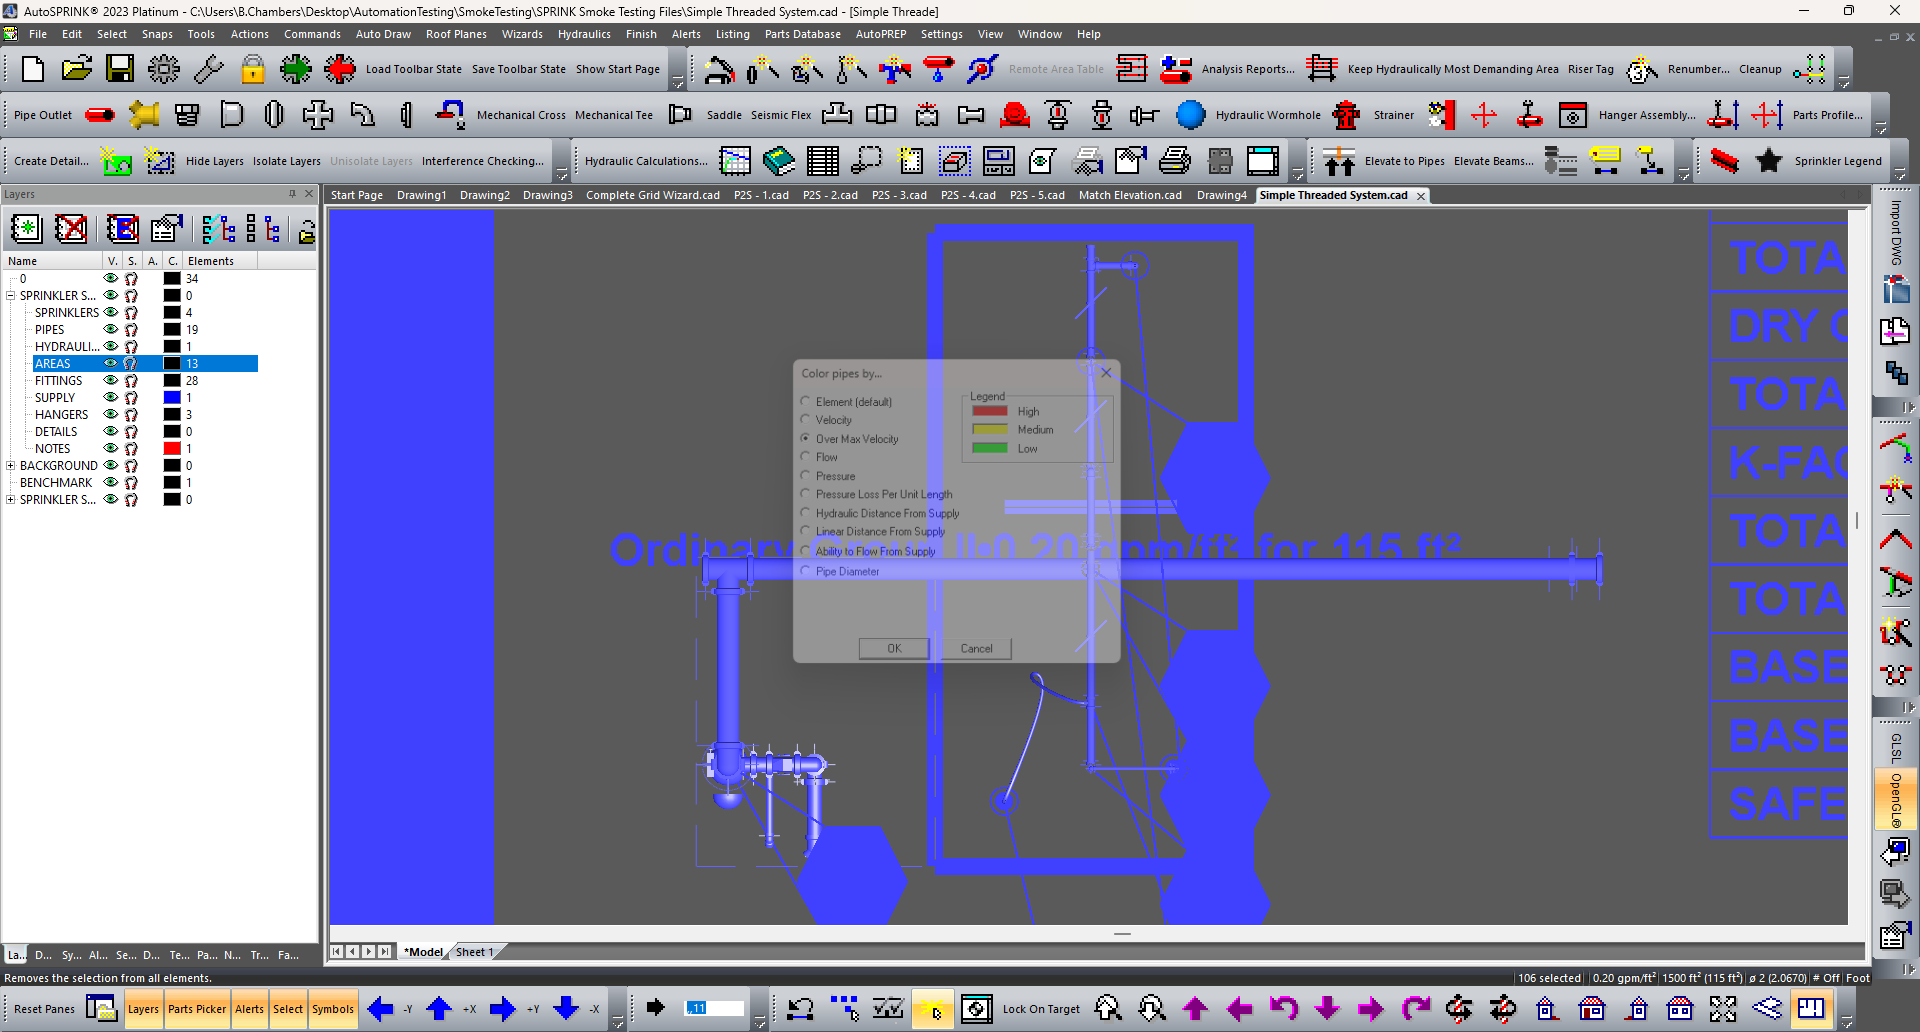 AutoSPRINK® 2023 Platinum - C:\Users\B.Chambers\Desktop\AutomationTesting\SmokeTesting\SPRINK Smoke Testing Files\Simple Threaded System.cad - [Simple Threade]
File Edit Select Snaps Tools Actions Commands Auto Draw Roof Planes Wizards Hydraulics Finish Alerts Listing Parts Database AutoPREP Settings View Window Help
Load Toolbar State Save Toolbar State Show Start Page Remote Area Table Analysis Reports... Keep Hydraulically Most Demanding Area Riser Tag Renumber... Cleanup
Pipe Outlet Mechanical Cross Mechanical Tee Saddle Seismic Flex Hydraulic Wormhole Strainer Hanger Assembly... Parts Profile...
Create Detail... Hide Layers Isolate Layers Unisolate Layers Interference Checking... Hydraulic Calculations... Elevate to Pipes Elevate Beams... Sprinkler Legend
Layers
Start Page Drawing1 Drawing2 Drawing3 Complete Grid Wizard.cad P2S - 1.cad P2S - 2.cad P2S - 3.cad P2S - 4.cad P2S - 5.cad Match Elevation.cad Drawing4 Simple Threaded System.cad
Name V. S. A. C. Elements
0 34
SPRINKLER S... 0
SPRINKLERS 4
PIPES 19
HYDRAULI... 1
AREAS 13
FITTINGS 28
SUPPLY 1
HANGERS 3
DETAILS 0
NOTES 1
BACKGROUND 0
BENCHMARK 1
SPRINKLER S... 0
Color pipes by...
Element (default)
Velocity
Over Max Velocity
Flow
Pressure
Pressure Loss Per Unit Length
Hydraulic Distance From Supply
Linear Distance From Supply
Ability to Flow From Supply
Pipe Diameter
Legend
High
Medium
Low
OK Cancel
TOTA
DRY C
TOTA
K-FAC
TOTA
TOTA
BASE
BASE
SAFE
Import DWG
GLSL
OpenGL®
La... D... Sy... Al... Se... D... Te... Pa... N... Tr... Fa...
*Model Sheet 1
Removes the selection from all elements.
106 selected 0.20 gpm/ft² 1500 ft² (115 ft²) ø 2 (2.0670) # Off Foot
Reset Panes Layers Parts Picker Alerts Select Symbols -Y +X +Y -X Lock On Target